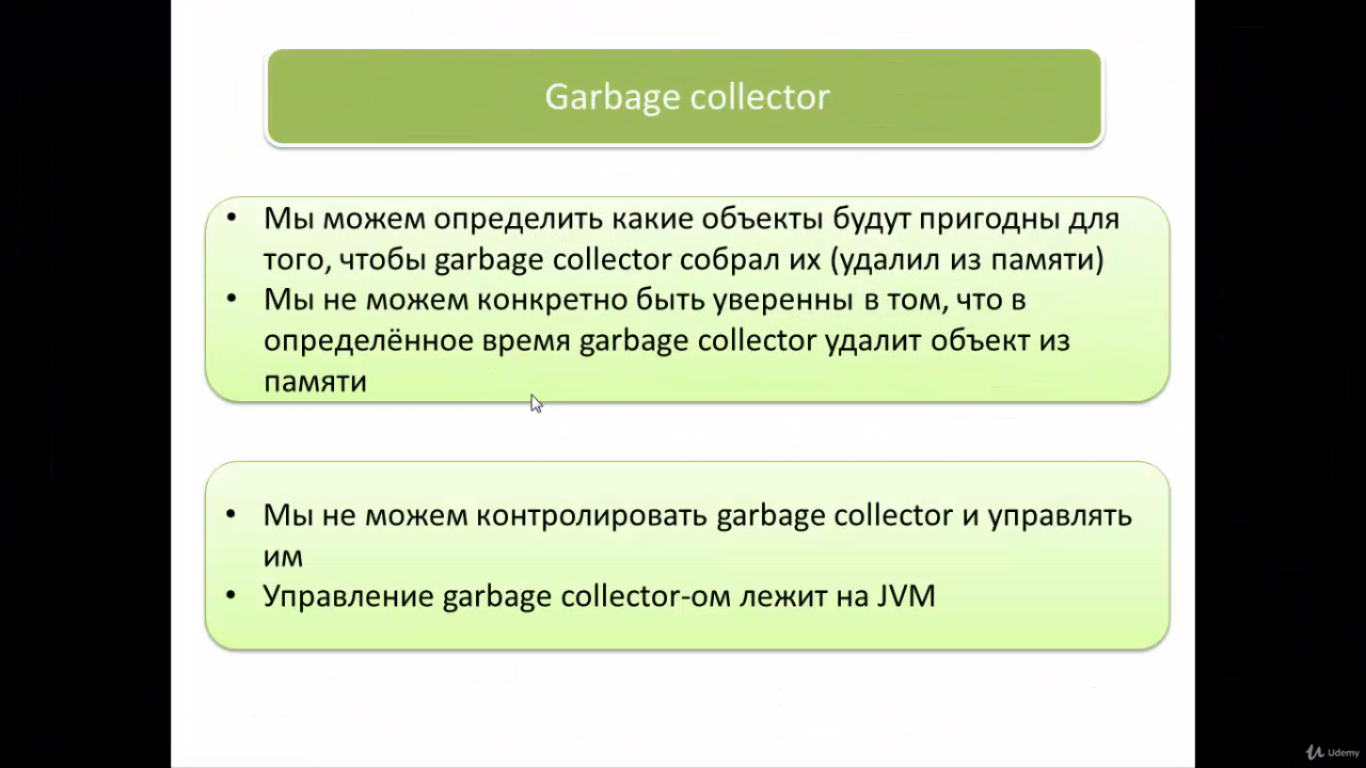 Garbage collector
• Мы можем определить какие объекты будут пригодны для
того, чтобы garbage collector собрал их (удалил из памяти)
• Мы не можем конкретно быть уверенны в том, что в
определённое время garbage collector удалит объект из
памяти
• Мы не можем контролировать garbage collector и управлять
им
• Управление garbage collector-ом лежит на JVM
Udemy